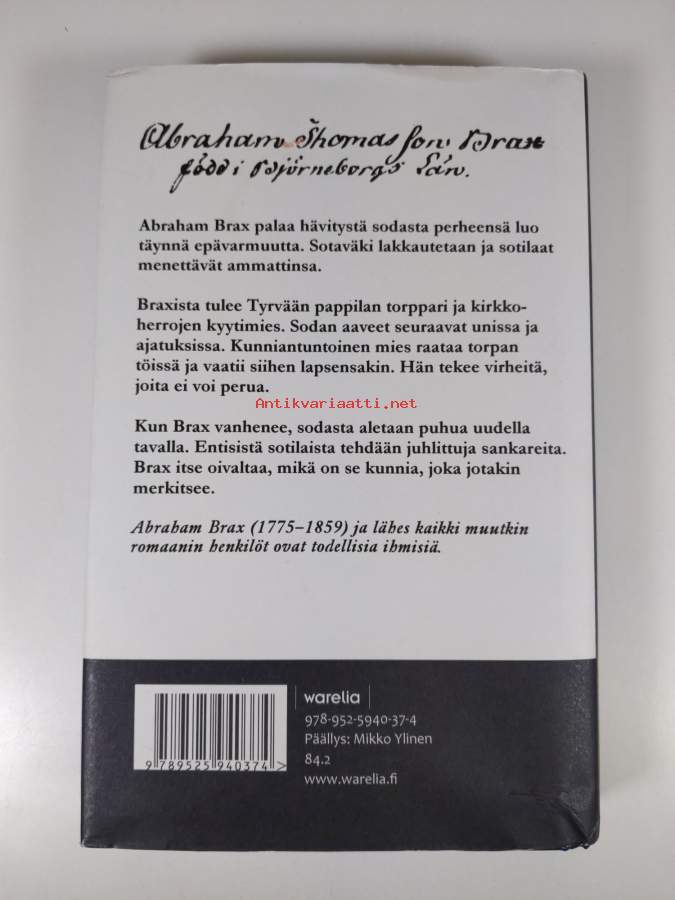 Abraham Thomas Son Brax
född i Björneborgs Län.
Abraham Brax palaa hävitystä sodasta perheensä luo
täynnä epävarmuutta. Sotaväki lakkautetaan ja sotilaat
menettävät ammattinsa.
Braxista tulee Tyrvään pappilan torppari ja kirkko-
herrojen kyytimies. Sodan aaveet seuraavat unissa ja
ajatuksissa. Kunniantuntoinen mies raataa torpan
töissä ja vaatii siihen lapsensakin. Hän tekee virheitä,
joita ei voi perua.
Antikvariaatti.net
Kun Brax vanhenee, sodasta aletaan puhua uudella
tavalla. Entisistä sotilaista tehdään juhlittuja sankareita.
Brax itse oivaltaa, mikä on se kunnia, joka jotakin
merkitsee.
Abraham Brax (1775–1859) ja lähes kaikki muutkin
romaanin henkilöt ovat todellisia ihmisiä.
warelia
978-952-5940-37-4
Päällys: Mikko Ylinen
84.2
www.warelia.fi
9 789525 940374 >